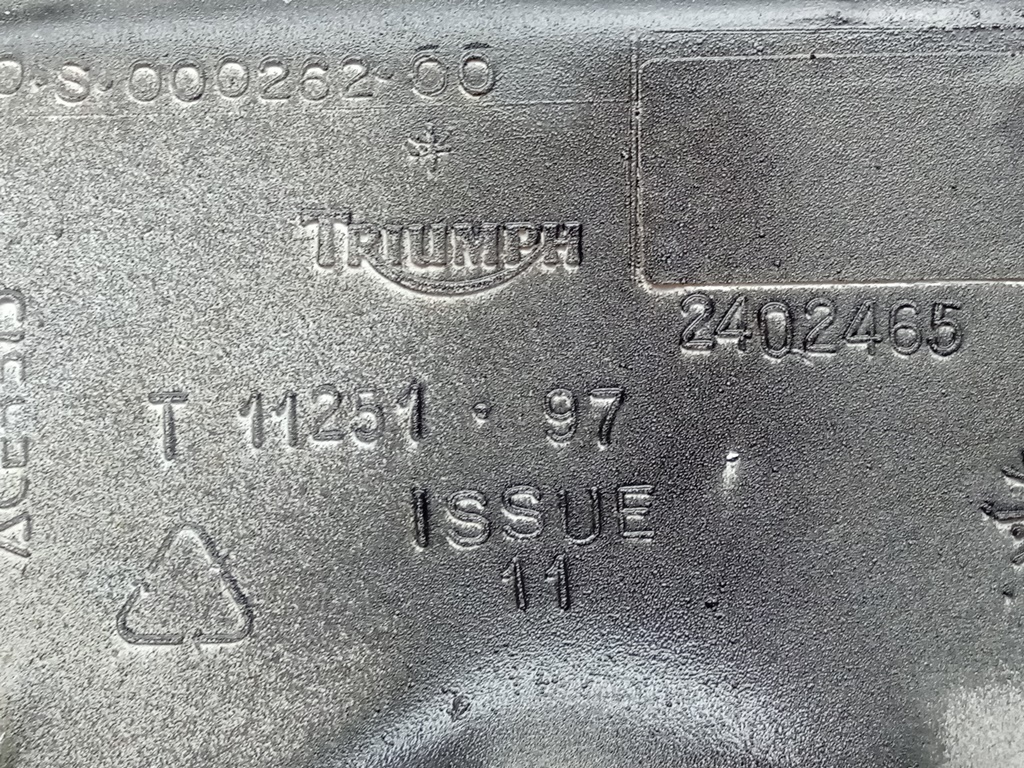 S·000262·00
TRIUMPH
2402465
T 11251·97
ISSUE
11